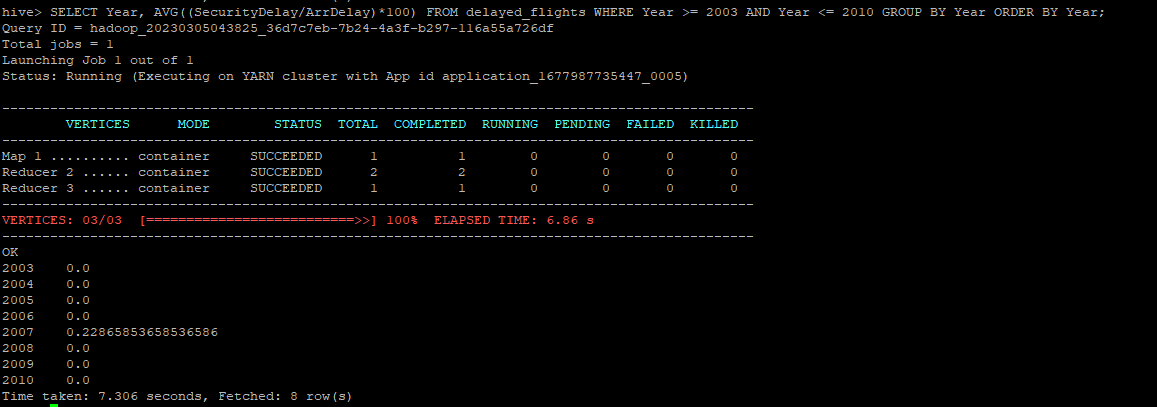 hive> SELECT Year, AVG((SecurityDelay/ArrDelay)*100) FROM delayed_flights WHERE Year >= 2003 AND Year <= 2010 GROUP BY Year ORDER BY Year;
Query ID = hadoop_20230305043825_36d7c7eb-7b24-4a3f-b297-116a55a726df
Total jobs = 1
Launching Job 1 out of 1
Status: Running (Executing on YARN cluster with App id application_1677987735447_0005)
----------------------------------------------------------------------------------------------
VERTICES MODE STATUS TOTAL COMPLETED RUNNING PENDING FAILED KILLED
----------------------------------------------------------------------------------------------
Map 1 .......... container SUCCEEDED 1 1 0 0 0 0
Reducer 2 ...... container SUCCEEDED 2 2 0 0 0 0
Reducer 3 ...... container SUCCEEDED 1 1 0 0 0 0
----------------------------------------------------------------------------------------------
VERTICES: 03/03 [==========================>>] 100% ELAPSED TIME: 6.86 s
----------------------------------------------------------------------------------------------
OK
2003 0.0
2004 0.0
2005 0.0
2006 0.0
2007 0.22865853658536586
2008 0.0
2009 0.0
2010 0.0
Time taken: 7.306 seconds, Fetched: 8 row(s)